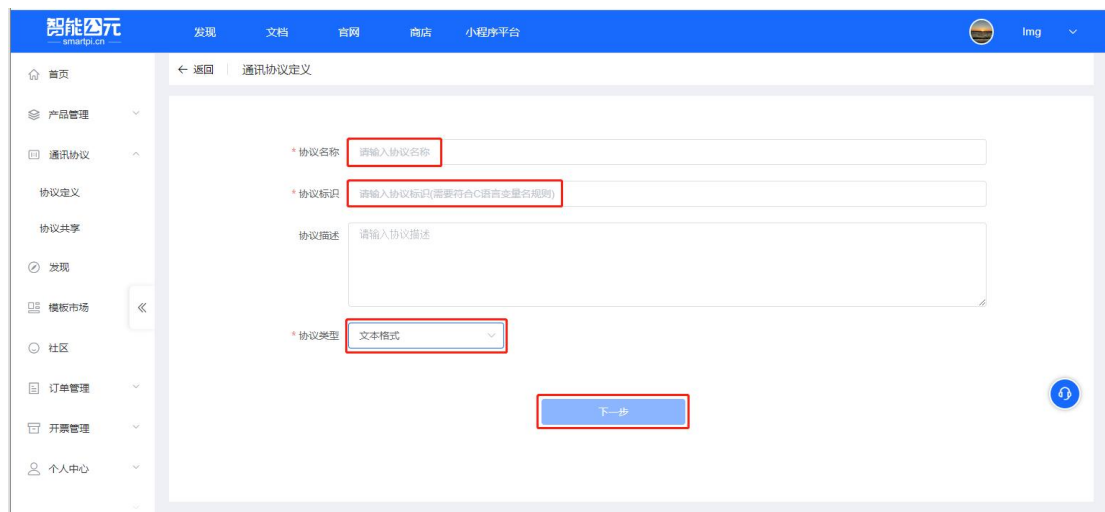 智能公元
smartpi.cn
发现 文档 官网 商店 小程序平台
lmg
首页
← 返回 通讯协议定义
产品管理
通讯协议
协议定义
协议共享
发现
模板市场
社区
订单管理
开票管理
个人中心
* 协议名称 请输入协议名称
* 协议标识 请输入协议标识(需要符合C语言变量名规则)
协议描述 请输入协议描述
* 协议类型 文本格式
下一步